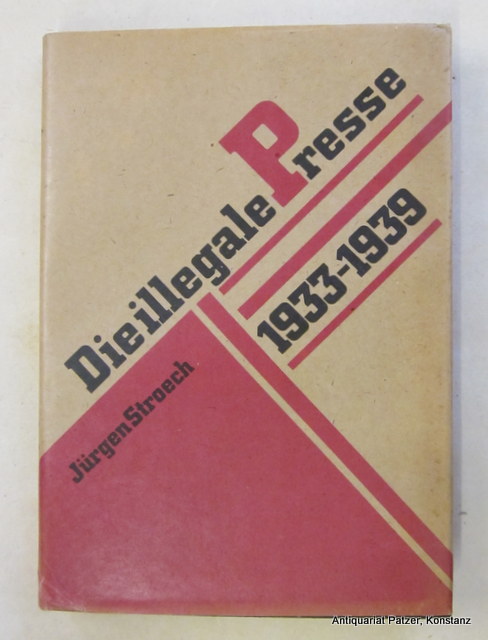 Die illegale Presse
1933-1939
Jürgen Stroech
Antiquariat Patzer, Konstanz